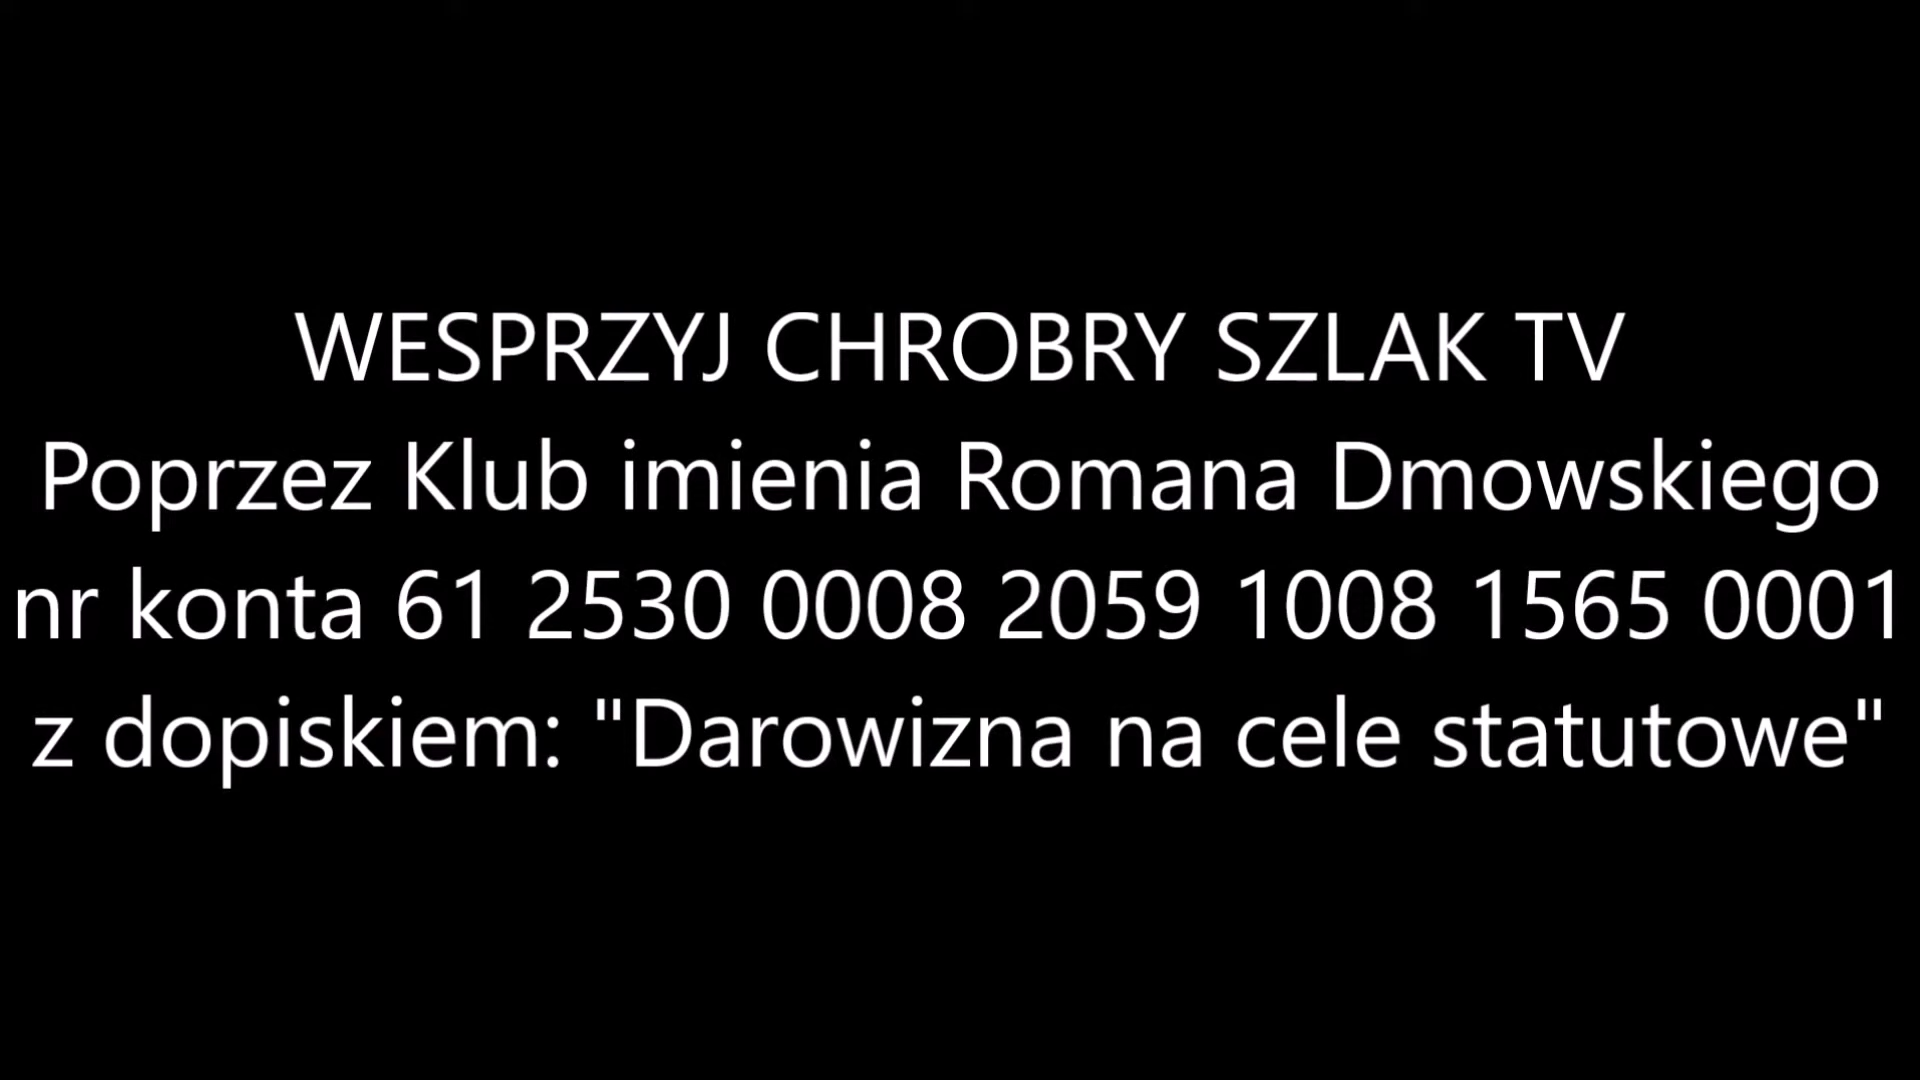 WESPRZYJ CHROBRY SZLAK TV
Poprzez Klub imienia Romana Dmowskiego
nr konta 61 2530 0008 2059 1008 1565 0001
z dopiskiem: "Darowizna na cele statutowe"